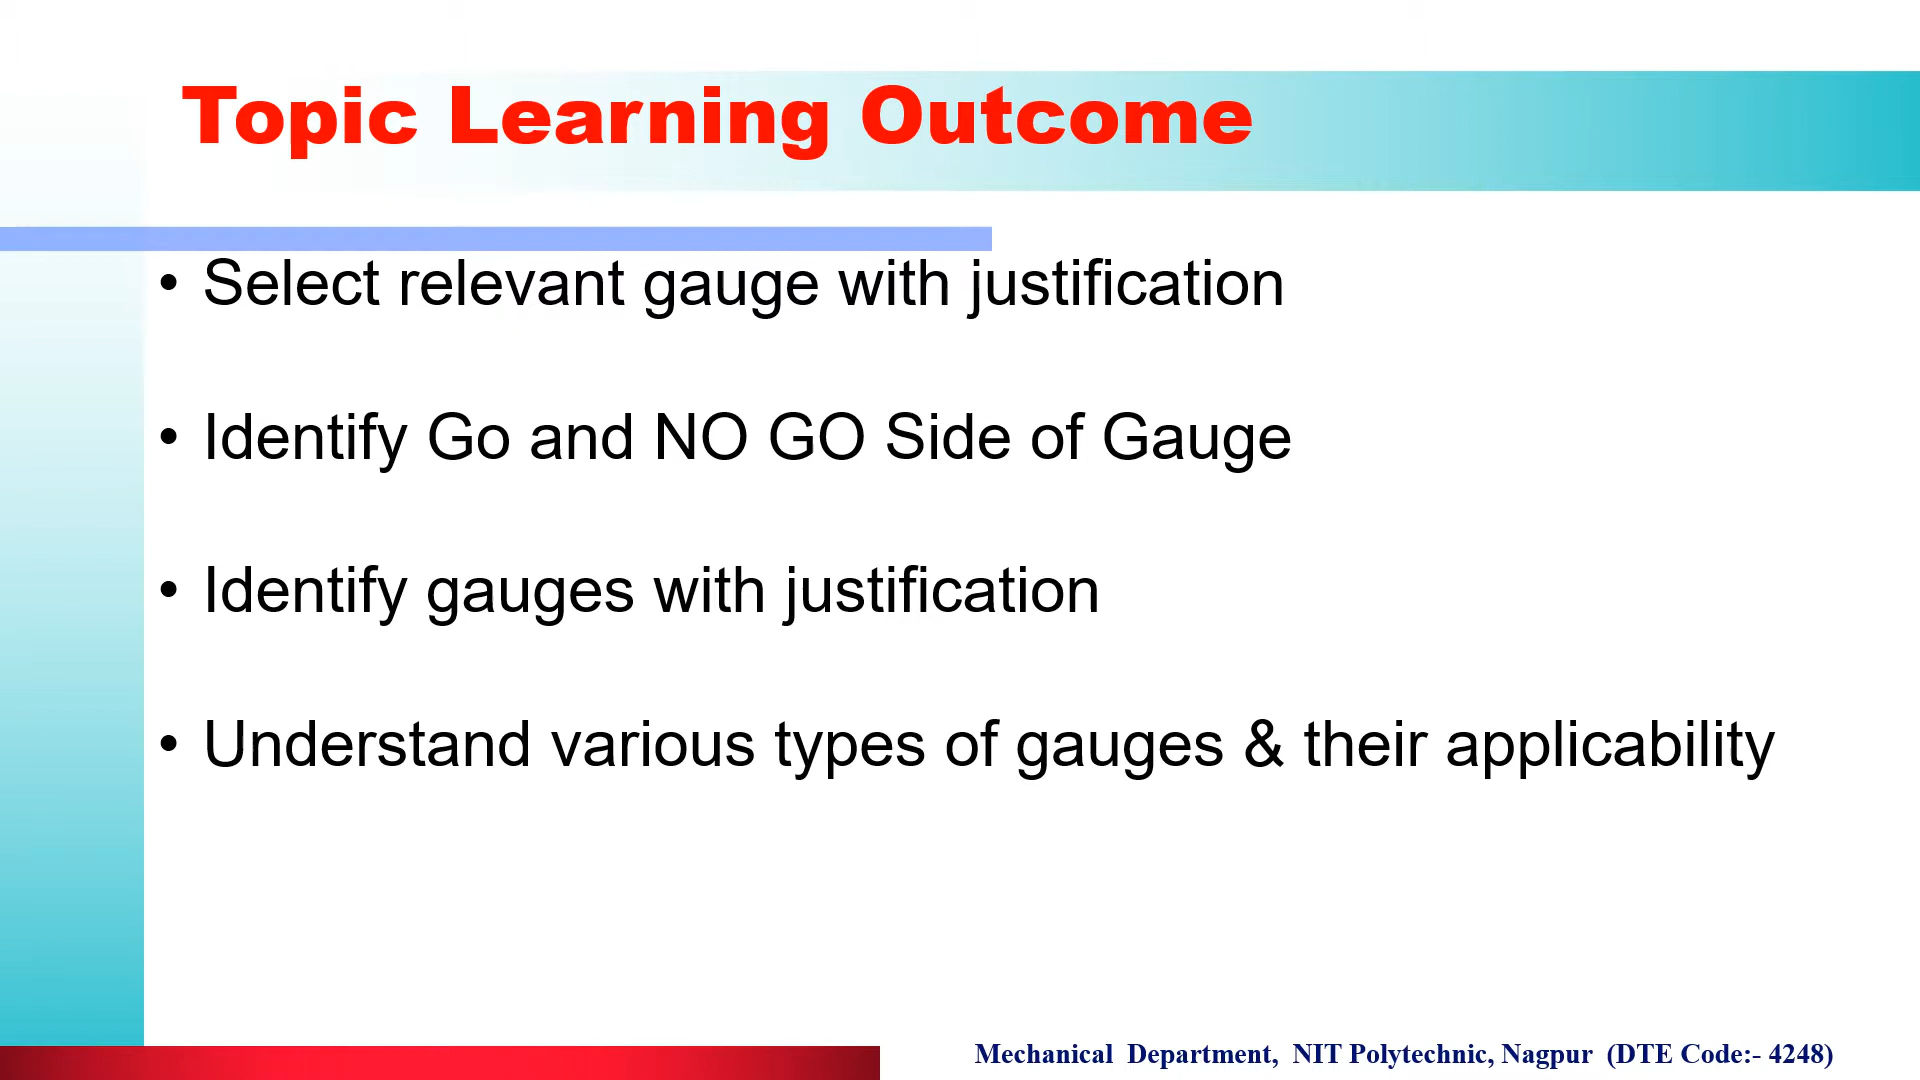 Topic Learning Outcome
• Select relevant gauge with justification
• Identify Go and NO GO Side of Gauge
• Identify gauges with justification
• Understand various types of gauges & their applicability
Mechanical Department, NIT Polytechnic, Nagpur (DTE Code:- 4248)